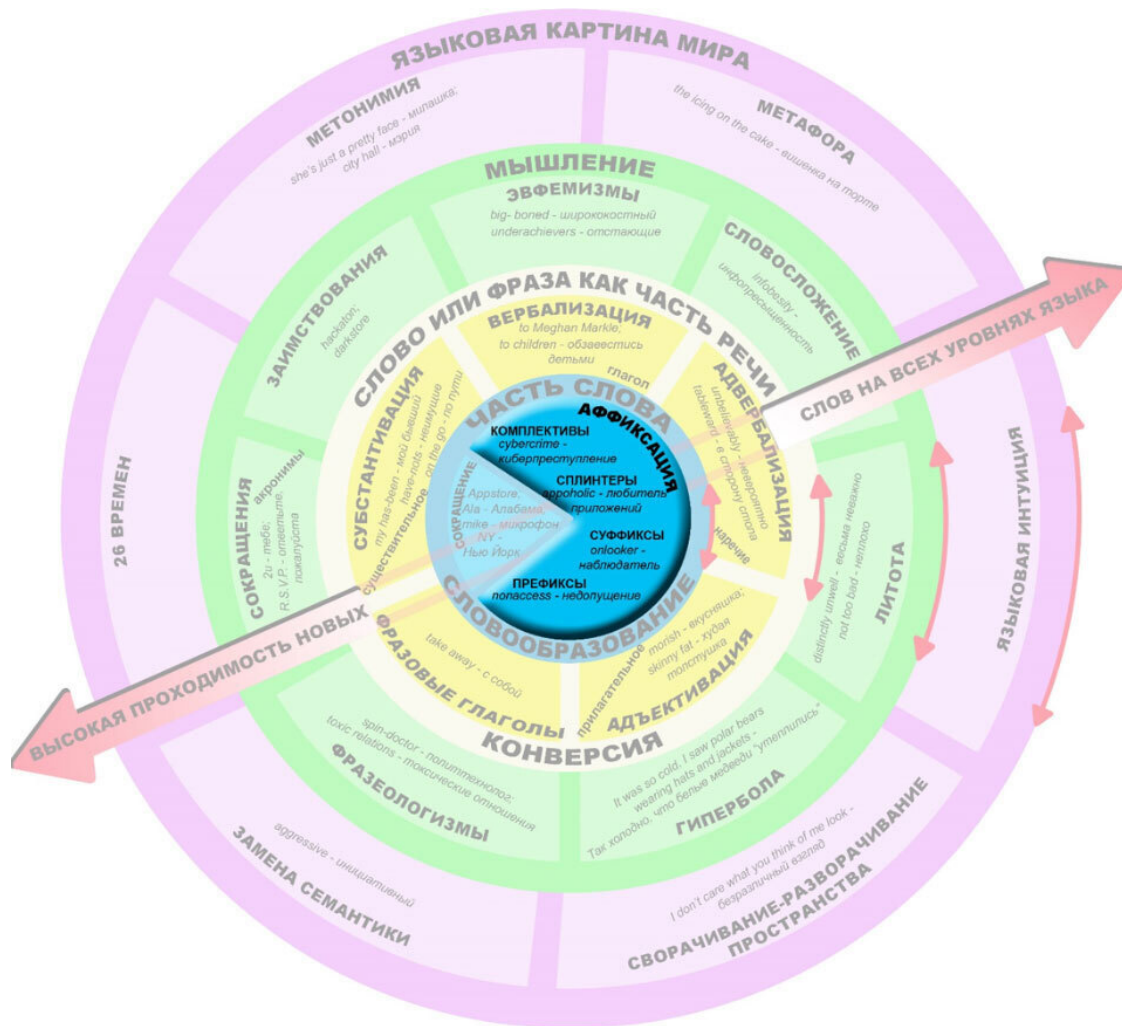 ЯЗЫКОВАЯ КАРТИНА МИРА
МЕТОНИМИЯ
she's just a pretty face - милашка;
city hall - мэрия
МЕТАФОРА
the icing on the cake - вишенка на торте
МЫШЛЕНИЕ
ЭВФЕМИЗМЫ
big- boned - ширококостный
underachievers - отстающие
ЗАИМСТВОВАНИЯ
hackaton;
darkstore
СЛОВОСЛОЖЕНИЕ
infobesity -
инфопресыщенность
СЛОВО ИЛИ ФРАЗА КАК ЧАСТЬ РЕЧИ
ВЕРБАЛИЗАЦИЯ
to Meghan Markle;
to children - обзавестись
детьми
глагол
СУБСТАНТИВАЦИЯ
my has-been - мой бывший
have-nots - неимущие
on the go - по пути
существительное
АДВЕРБАЛИЗАЦИЯ
unbelievably - невероятно
tableward - в сторону стола
наречие
ЧАСТЬ СЛОВА
АФФИКСАЦИЯ
КОМПЛЕКТИВЫ
cybercrime -
киберпреступление
СПЛИНТЕРЫ
appoholic - любитель
приложений
СУФФИКСЫ
onlooker -
наблюдатель
ПРЕФИКСЫ
nonaccess - недопущение
СОКРАЩЕНИЕ
Appstore;
Ala - Алабама;
mike - микрофон
NY -
Нью Йорк
СЛОВООБРАЗОВАНИЕ
26 ВРЕМЕН
СОКРАЩЕНИЯ
акронимы
2u - тебе;
R.S.V.P. - ответьте,
пожалуйста
ЛИТОТА
distinctly unwell - весьма неважно
not too bad - неплохо
ЯЗЫКОВАЯ ИНТУИЦИЯ
ВЫСОКАЯ ПРОХОДИМОСТЬ НОВЫХ
СЛОВ НА ВСЕХ УРОВНЯХ ЯЗЫКА
ФРАЗОВЫЕ ГЛАГОЛЫ
take away - с собой
АДЪЕКТИВАЦИЯ
morish - вкусняшка;
skinny fat - худая
толстушка
прилагательное
КОНВЕРСИЯ
ФРАЗЕОЛОГИЗМЫ
spin-doctor - политтехнолог;
toxic relations - токсические отношения
ГИПЕРБОЛА
It was so cold, I saw polar bears
wearing hats and jackets -
Так холодно, что белые медведи "утеплились"
ЗАМЕНА СЕМАНТИКИ
aggressive - инициативный
СВОРАЧИВАНИЕ-РАЗВОРАЧИВАНИЕ
ПРОСТРАНСТВА
I don't care what you think of me look -
безразличный взгляд